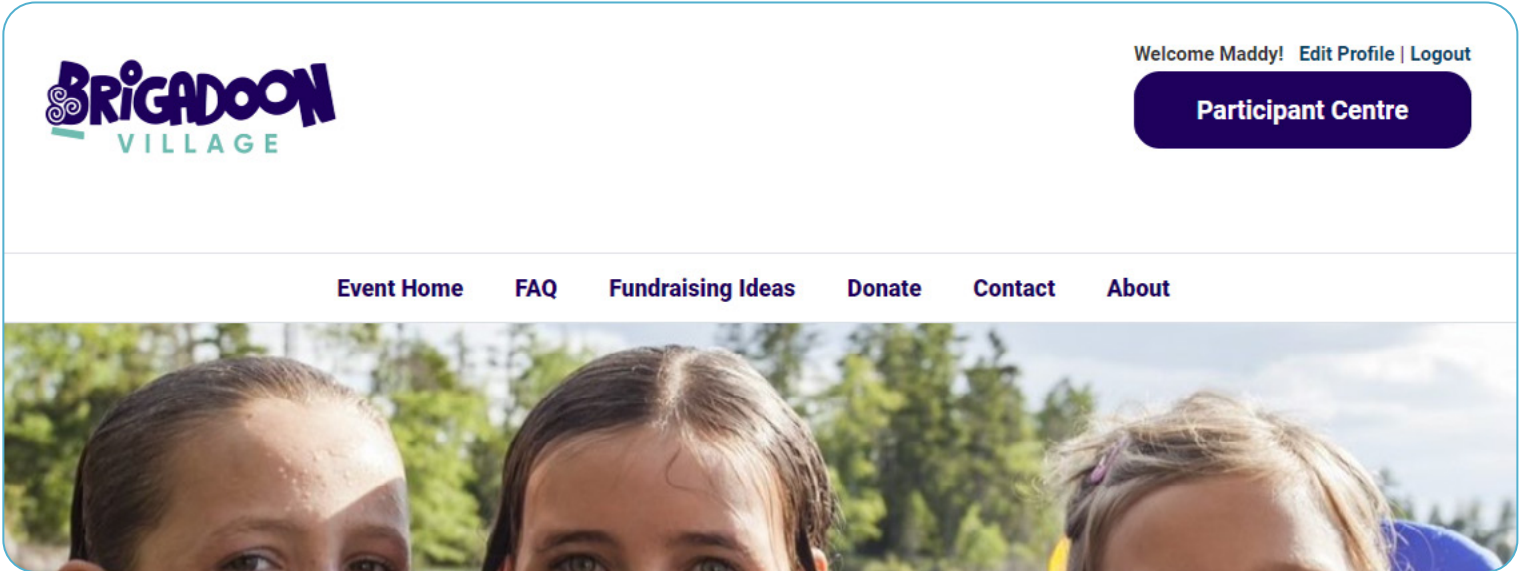 BRiGADOON
VILLAGE
Welcome Maddy! Edit Profile | Logout
Participant Centre
Event Home FAQ Fundraising Ideas Donate Contact About